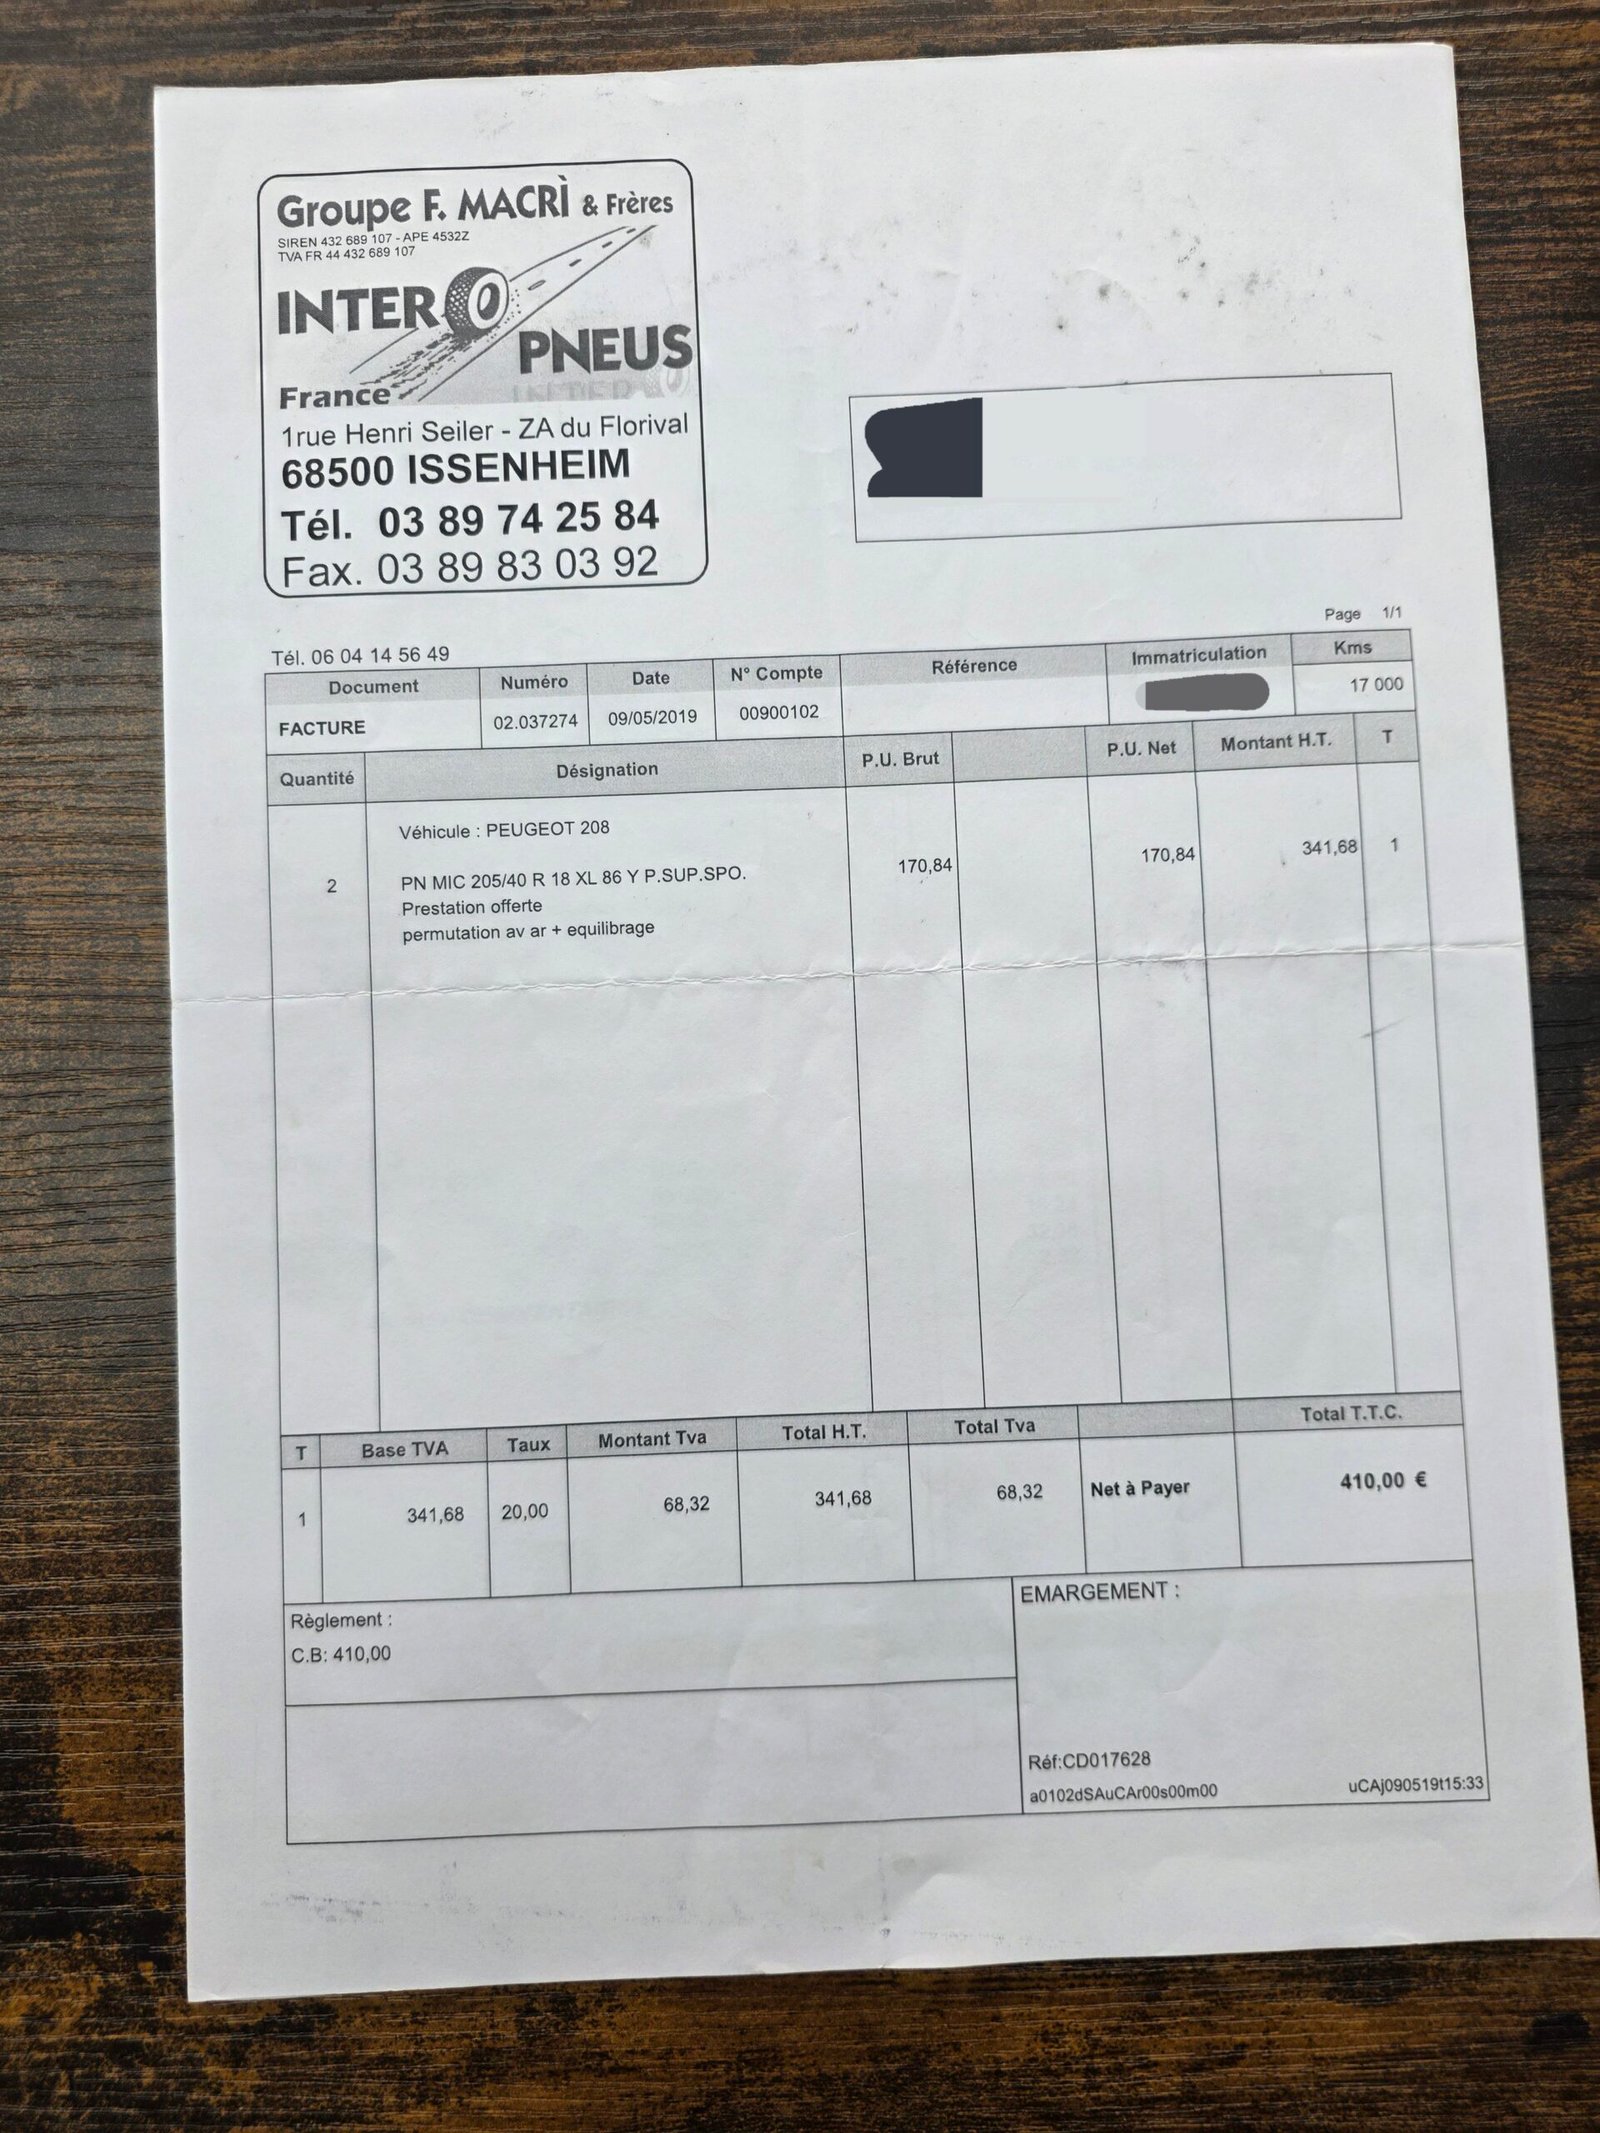 Groupe F. MACRÌ & Frères
SIREN 432 689 107 - APE 4532Z
TVA FR 44 432 689 107
INTER PNEUS
France
1rue Henri Seiler - ZA du Florival
68500 ISSENHEIM
Tél. 03 89 74 25 84
Fax. 03 89 83 03 92
Page 1/1
Tél. 06 04 14 56 49
Document Numéro Date N° Compte Référence Immatriculation Kms
FACTURE 02.037274 09/05/2019 00900102 17 000
Quantité Désignation P.U. Brut P.U. Net Montant H.T. T
Véhicule : PEUGEOT 208
2 PN MIC 205/40 R 18 XL 86 Y P.SUP.SPO. 170,84 170,84 341,68 1
Prestation offerte
permutation av ar + equilibrage
T Base TVA Taux Montant Tva Total H.T. Total Tva Total T.T.C.
1 341,68 20,00 68,32 341,68 68,32 Net à Payer 410,00 €
Règlement :
C.B: 410,00
EMARGEMENT :
Réf:CD017628
a0102dSAuCAr00s00m00 uCAj090519t15:33